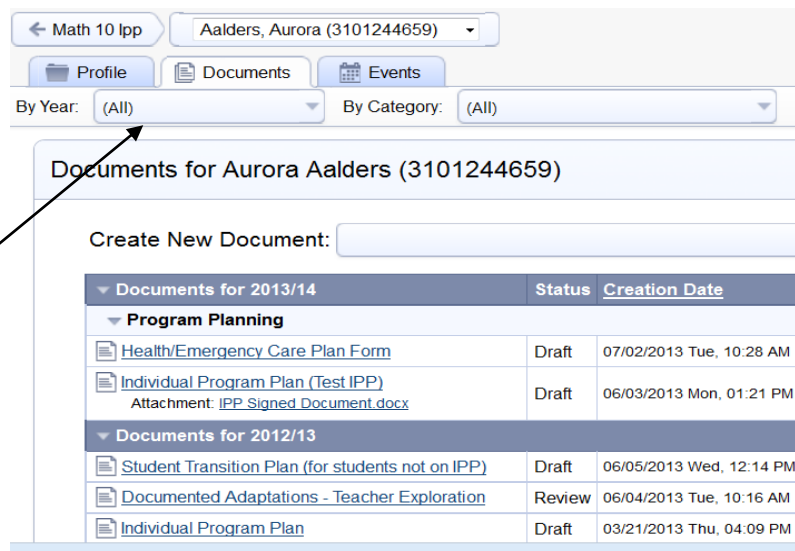 Math 10 Ipp Aalders, Aurora (3101244659)
Profile Documents Events
By Year: (All) By Category: (All)
Documents for Aurora Aalders (3101244659)
Create New Document:
Documents for 2013/14 Status Creation Date
Program Planning
Health/Emergency Care Plan Form Draft 07/02/2013 Tue, 10:28 AM
Individual Program Plan (Test IPP) Draft 06/03/2013 Mon, 01:21 PM
Attachment: IPP Signed Document.docx
Documents for 2012/13
Student Transition Plan (for students not on IPP) Draft 06/05/2013 Wed, 12:14 PM
Documented Adaptations - Teacher Exploration Review 06/04/2013 Tue, 10:16 AM
Individual Program Plan Draft 03/21/2013 Thu, 04:09 PM